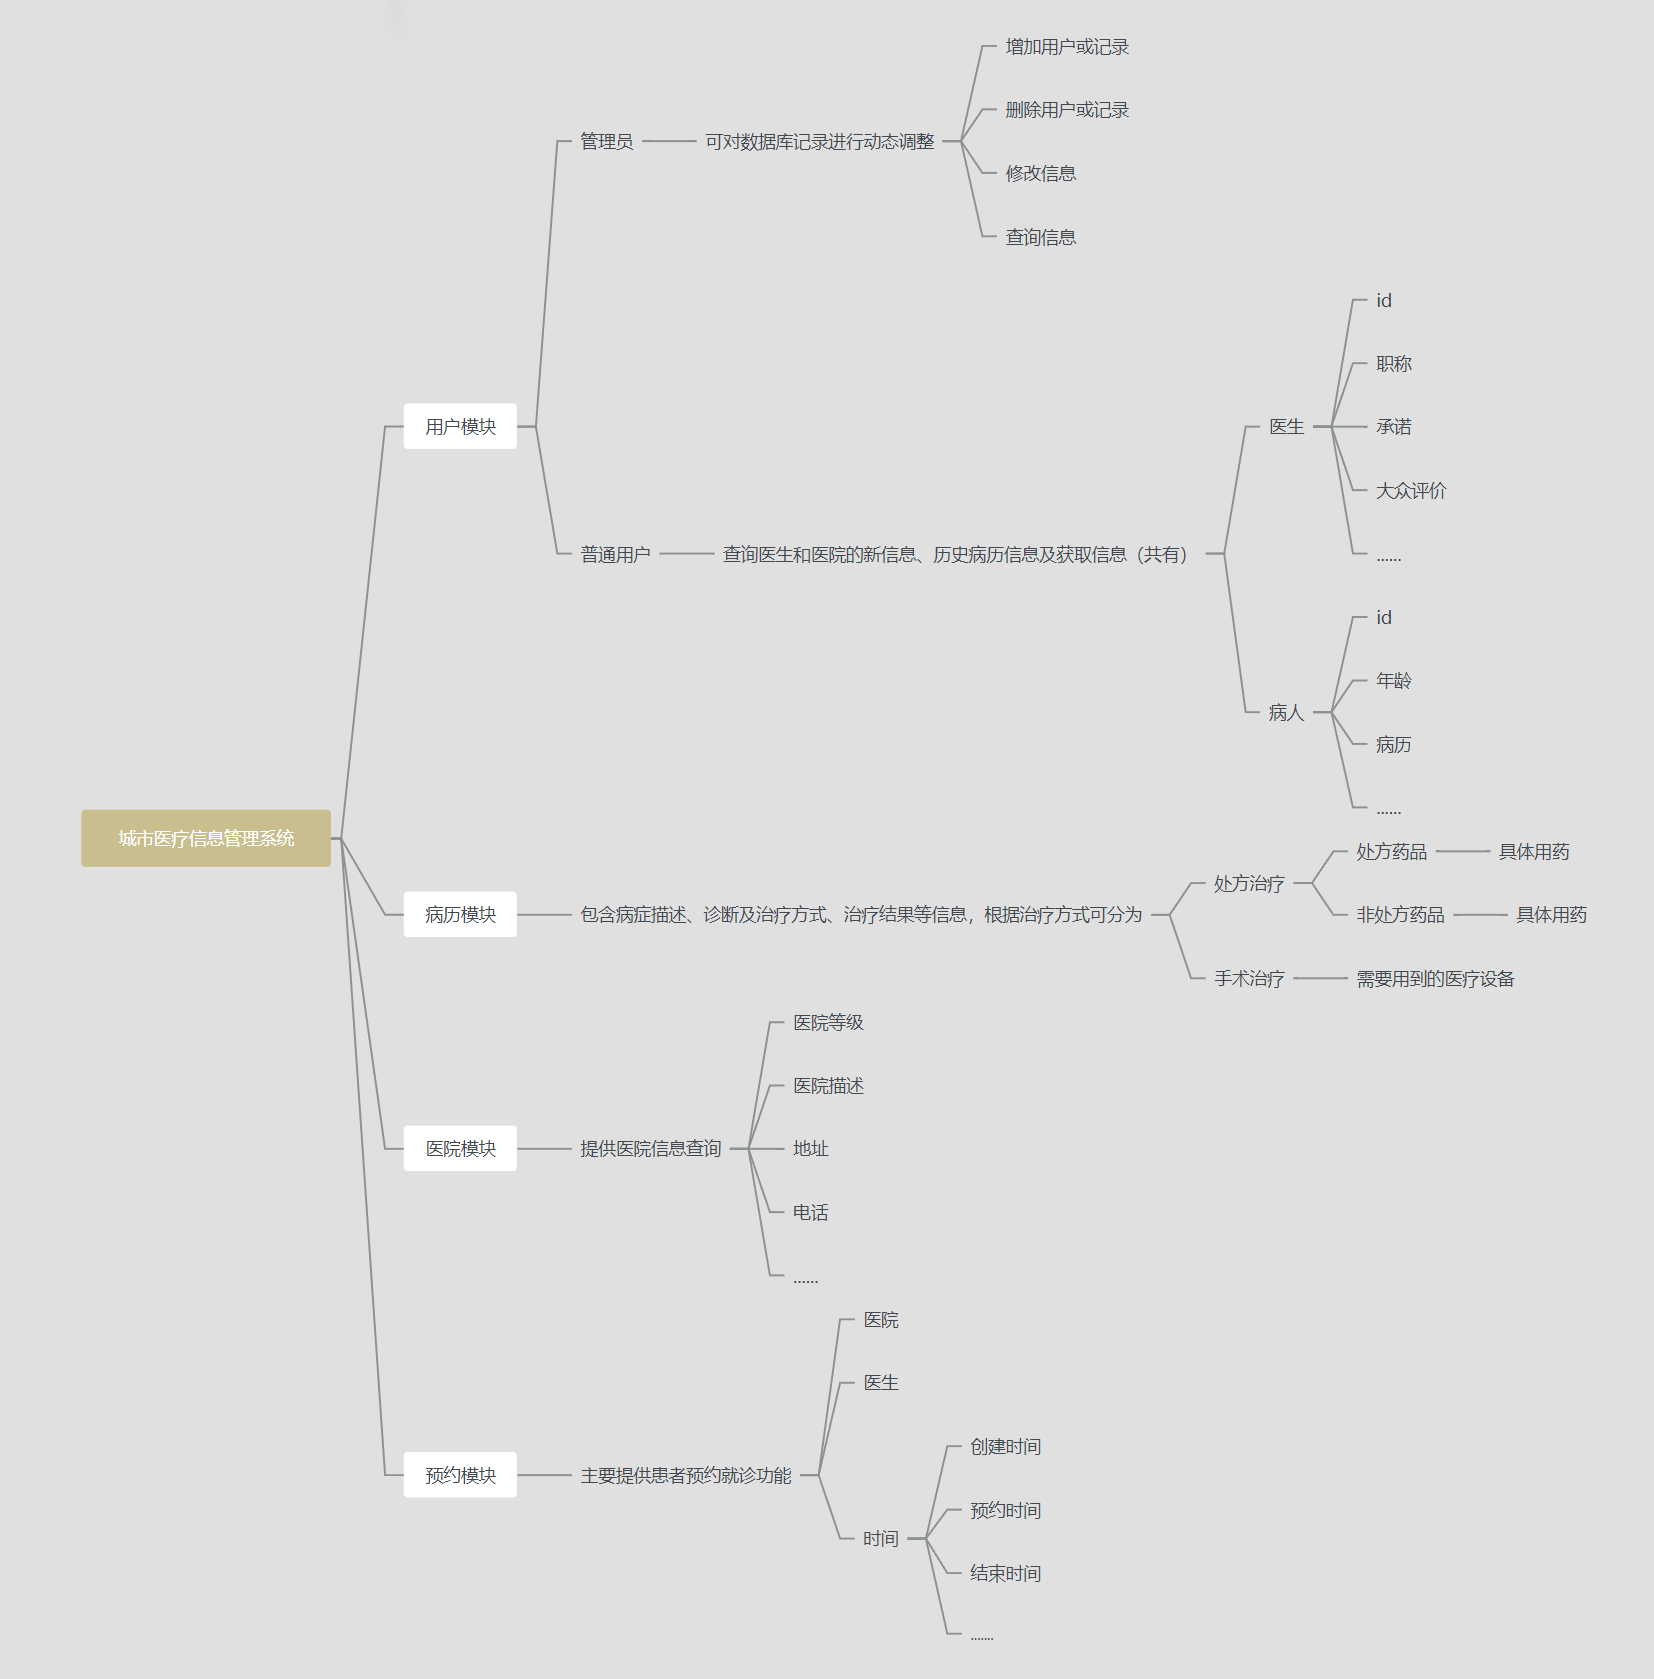 城市医疗信息管理系统
用户模块
管理员
可对数据库记录进行动态调整
增加用户或记录
删除用户或记录
修改信息
查询信息
普通用户
查询医生和医院的新信息、历史病历信息及获取信息（共有）
医生
id
职称
承诺
大众评价
......
病人
id
年龄
病历
......
病历模块
包含病症描述、诊断及治疗方式、治疗结果等信息，根据治疗方式可分为
处方治疗
处方药品
具体用药
非处方药品
具体用药
手术治疗
需要用到的医疗设备
医院模块
提供医院信息查询
医院等级
医院描述
地址
电话
......
预约模块
主要提供患者预约就诊功能
医院
医生
时间
创建时间
预约时间
结束时间
.......